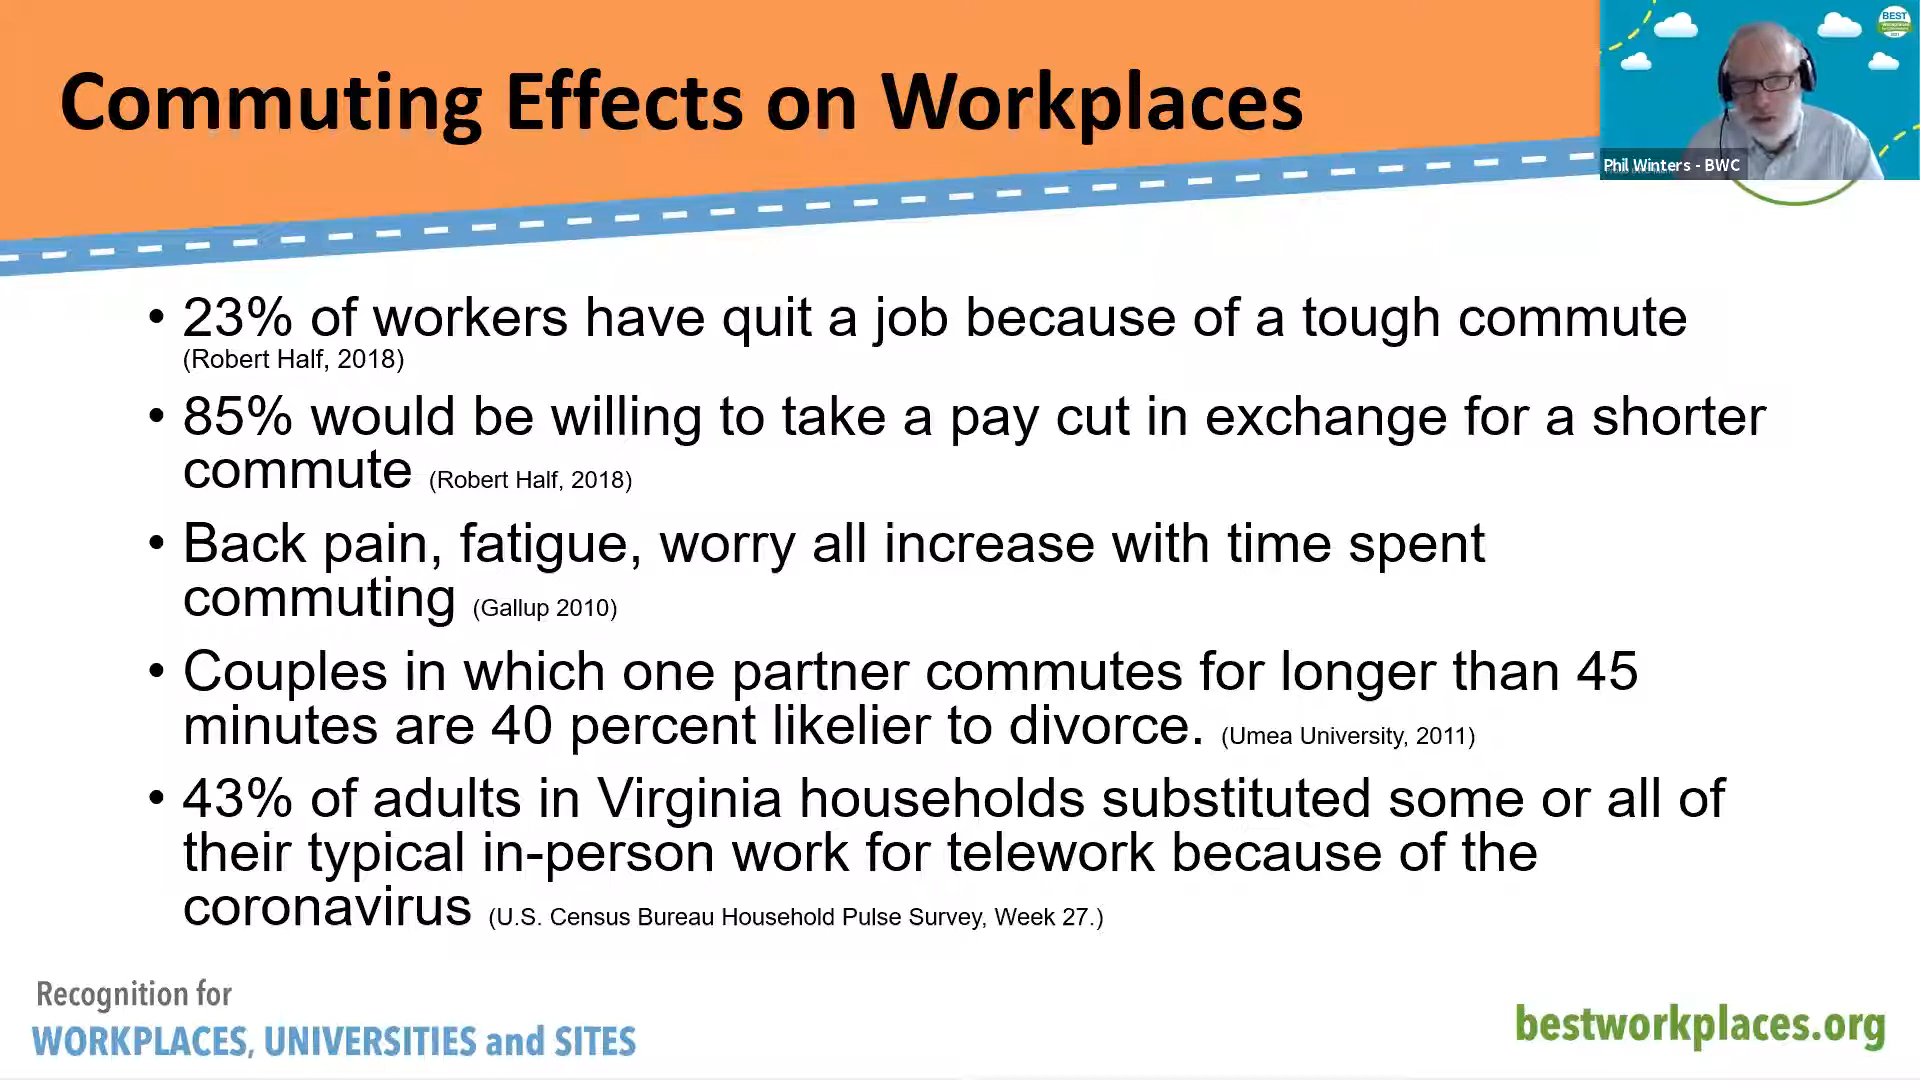 Commuting Effects on Workplaces
BEST
Phil Winters - BWC
• 23% of workers have quit a job because of a tough commute
(Robert Half, 2018)
• 85% would be willing to take a pay cut in exchange for a shorter
commute (Robert Half, 2018)
• Back pain, fatigue, worry all increase with time spent
commuting (Gallup 2010)
• Couples in which one partner commutes for longer than 45
minutes are 40 percent likelier to divorce. (Umea University, 2011)
• 43% of adults in Virginia households substituted some or all of
their typical in-person work for telework because of the
coronavirus (U.S. Census Bureau Household Pulse Survey, Week 27.)
Recognition for
WORKPLACES, UNIVERSITIES and SITES
bestworkplaces.org